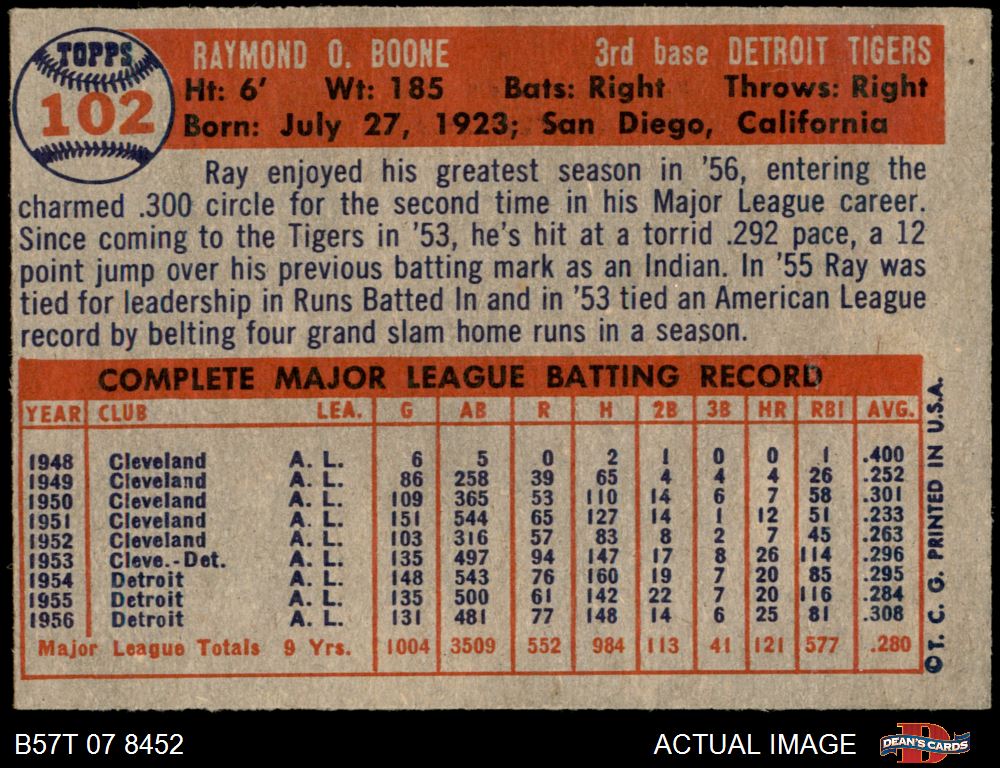 TOPPS
102
RAYMOND O. BOONE 3rd base DETROIT TIGERS
Ht: 6' Wt: 185 Bats: Right Throws: Right
Born: July 27, 1923; San Diego, California
Ray enjoyed his greatest season in '56, entering the
charmed .300 circle for the second time in his Major League career.
Since coming to the Tigers in '53, he's hit at a torrid .292 pace, a 12
point jump over his previous batting mark as an Indian. In '55 Ray was
tied for leadership in Runs Batted In and in '53 tied an American League
record by belting four grand slam home runs in a season.
COMPLETE MAJOR LEAGUE BATTING RECORD
YEAR CLUB LEA. G AB R H 2B 3B HR RBI AVG.
1948 Cleveland A. L. 6 5 0 2 1 0 0 1 .400
1949 Cleveland A. L. 86 258 39 65 4 4 4 26 .252
1950 Cleveland A. L. 109 365 53 110 14 6 7 58 .301
1951 Cleveland A. L. 151 544 65 127 14 1 12 51 .233
1952 Cleveland A. L. 103 316 57 83 8 2 7 45 .263
1953 Cleve.-Det. A. L. 135 497 94 147 17 8 26 114 .296
1954 Detroit A. L. 148 543 76 160 19 7 20 85 .295
1955 Detroit A. L. 135 500 61 142 22 7 20 116 .284
1956 Detroit A. L. 131 481 77 148 14 6 25 81 .308
Major League Totals 9 Yrs. 1004 3509 552 984 113 41 121 577 .280
©T. C. G. PRINTED IN U.S.A.
B57T 07 8452 ACTUAL IMAGE DEAN'S CARDS